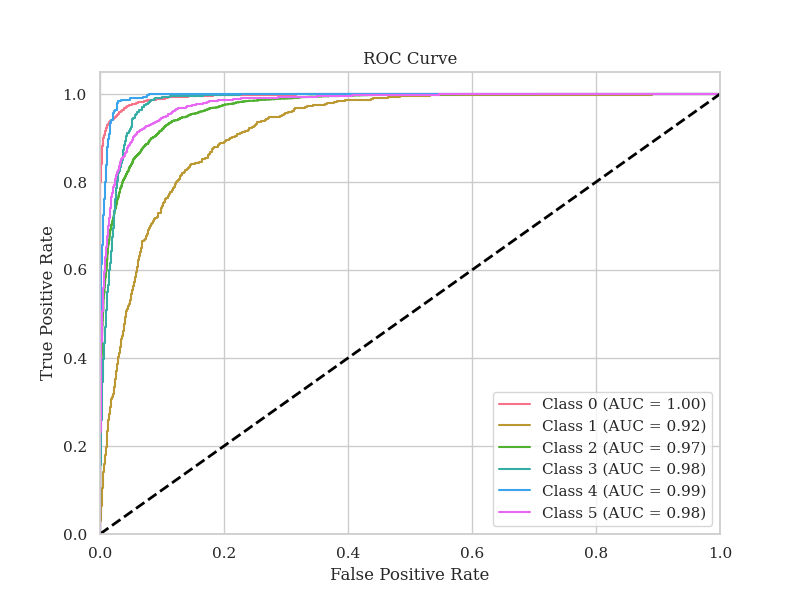 ROC Curve
True Positive Rate
1.0
0.8
0.6
0.4
0.2
0.0
Class 0 (AUC = 1.00)
Class 1 (AUC = 0.92)
Class 2 (AUC = 0.97)
Class 3 (AUC = 0.98)
Class 4 (AUC = 0.99)
Class 5 (AUC = 0.98)
0.0 0.2 0.4 0.6 0.8 1.0
False Positive Rate